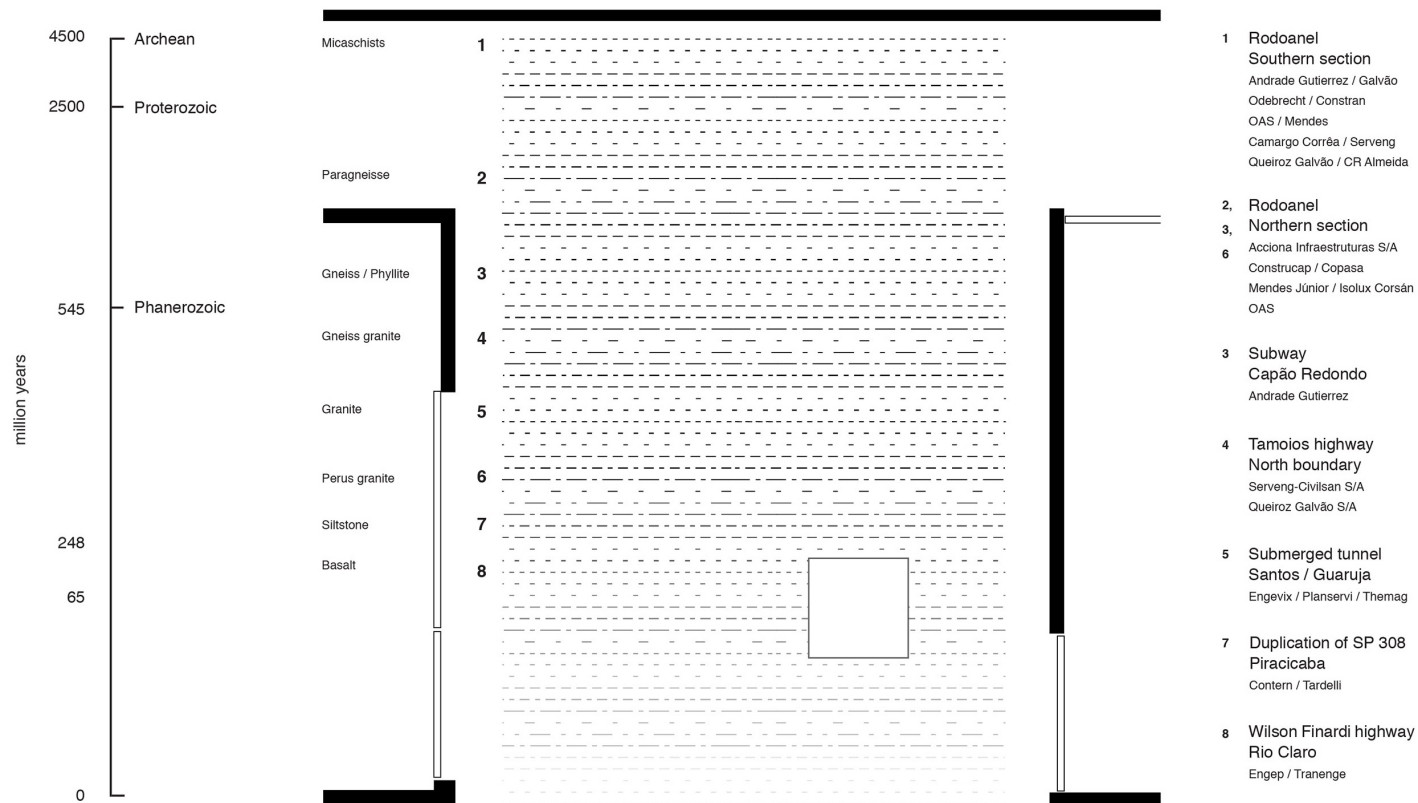 4500 Archean
2500 Proterozoic
545 Phanerozoic
248
65
0
million years
Micaschists 1
Paragneisse 2
Gneiss / Phyllite 3
Gneiss granite 4
Granite 5
Perus granite 6
Siltstone 7
Basalt 8
1 Rodoanel
Southern section
Andrade Gutierrez / Galvão
Odebrecht / Constran
OAS / Mendes
Camargo Corrêa / Serveng
Queiroz Galvão / CR Almeida
2, Rodoanel
3, Northern section
6 Acciona Infraestruturas S/A
Construcap / Copasa
Mendes Júnior / Isolux Corsán
OAS
3 Subway
Capão Redondo
Andrade Gutierrez
4 Tamoios highway
North boundary
Serveng-Civilsan S/A
Queiroz Galvão S/A
5 Submerged tunnel
Santos / Guaruja
Engevix / Planservi / Themag
7 Duplication of SP 308
Piracicaba
Contern / Tardelli
8 Wilson Finardi highway
Rio Claro
Engep / Tranenge